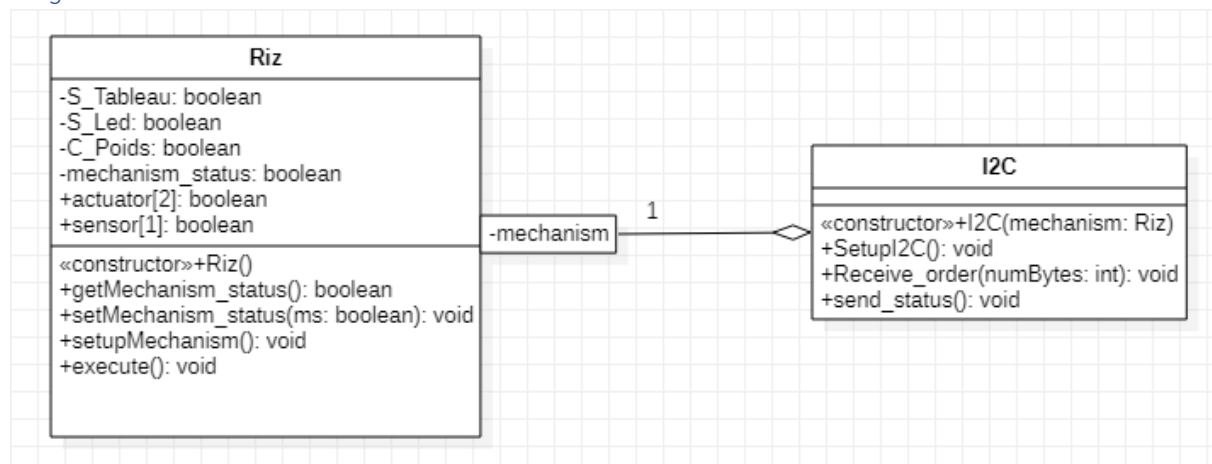 Riz
-S_Tableau: boolean
-S_Led: boolean
-C_Poids: boolean
-mechanism_status: boolean
+actuator[2]: boolean
+sensor[1]: boolean
«constructor»+Riz()
+getMechanism_status(): boolean
+setMechanism_status(ms: boolean): void
+setupMechanism(): void
+execute(): void
-mechanism
1
I2C
«constructor»+I2C(mechanism: Riz)
+SetupI2C(): void
+Receive_order(numBytes: int): void
+send_status(): void